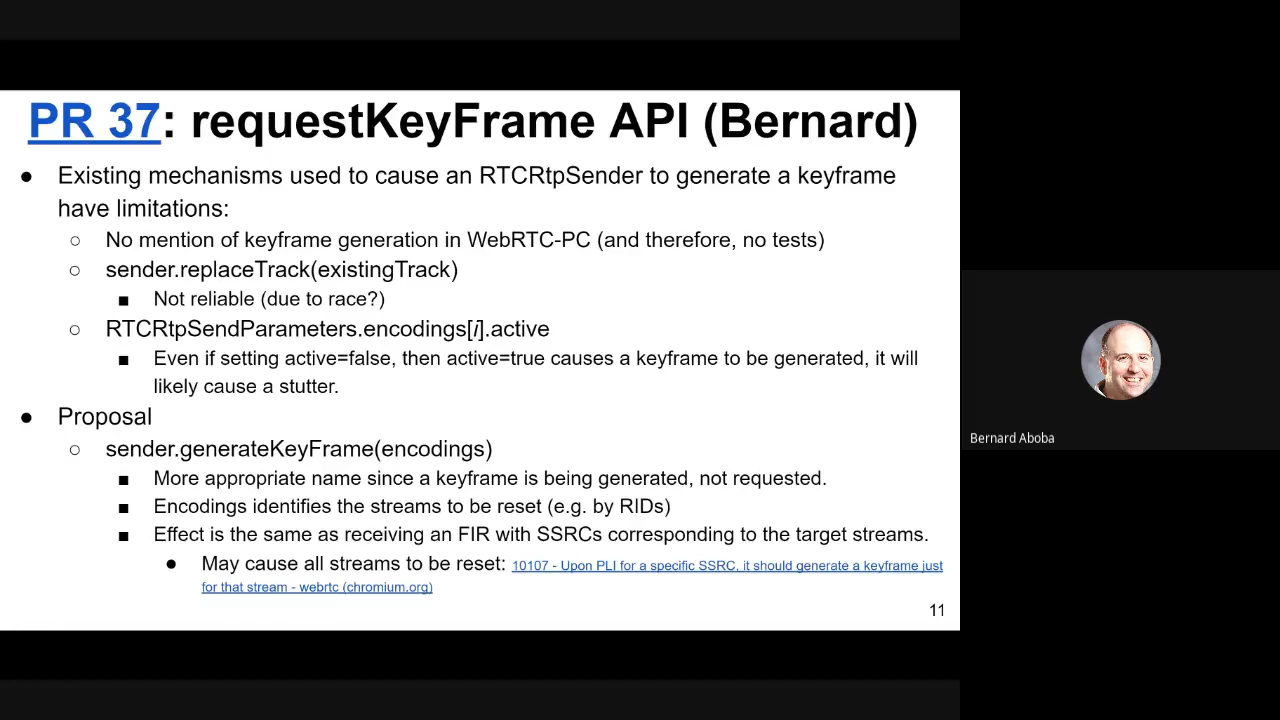 PR 37: requestKeyFrame API (Bernard)
● Existing mechanisms used to cause an RTCRtpSender to generate a keyframe
have limitations:
○ No mention of keyframe generation in WebRTC-PC (and therefore, no tests)
○ sender.replaceTrack(existingTrack)
■ Not reliable (due to race?)
○ RTCRtpSendParameters.encodings[i].active
■ Even if setting active=false, then active=true causes a keyframe to be generated, it will
likely cause a stutter.
● Proposal
○ sender.generateKeyFrame(encodings)
■ More appropriate name since a keyframe is being generated, not requested.
■ Encodings identifies the streams to be reset (e.g. by RIDs)
■ Effect is the same as receiving an FIR with SSRCs corresponding to the target streams.
● May cause all streams to be reset: 10107 - Upon PLI for a specific SSRC, it should generate a keyframe just
for that stream - webrtc (chromium.org)
11
Bernard Aboba